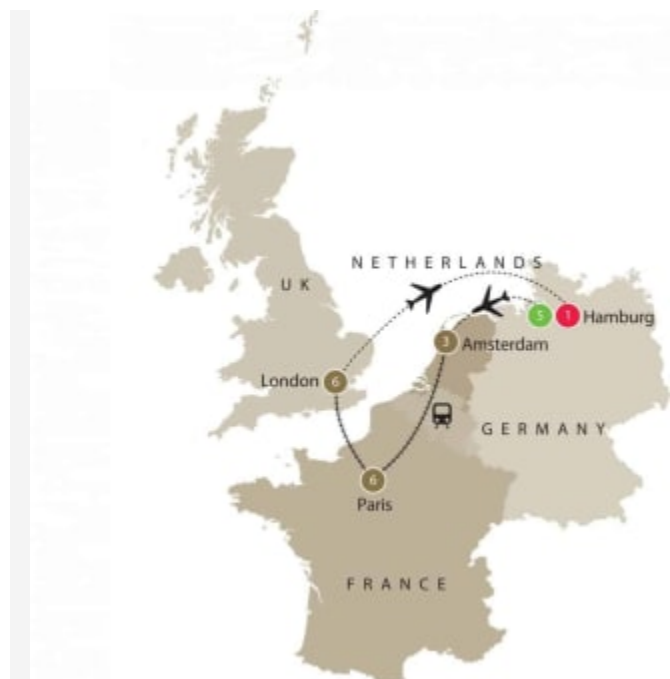 NETHERLANDS
UK
5
1
Hamburg
3
Amsterdam
London
6
GERMANY
6
Paris
FRANCE